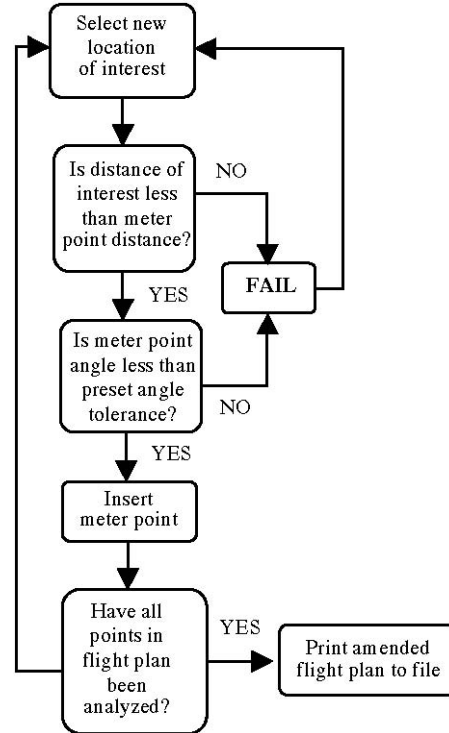 Select new
location
of interest
Is distance of
interest less
than meter
point distance?
NO
YES
FAIL
Is meter point
angle less than
preset angle
tolerance?
NO
YES
Insert
meter point
Have all
points in
flight plan
been
analyzed?
YES
Print amended
flight plan to file